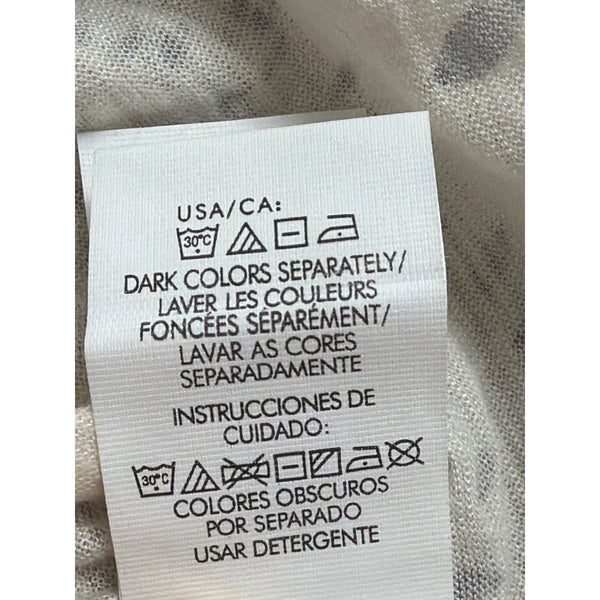 USA/CA:
30°C
DARK COLORS SEPARATELY/
LAVER LES COULEURS
FONCÉES SÉPARÉMENT/
LAVAR AS CORES
SEPARADAMENTE
INSTRUCCIONES DE
CUIDADO:
30°C
COLORES OBSCUROS
POR SEPARADO
USAR DETERGENTE